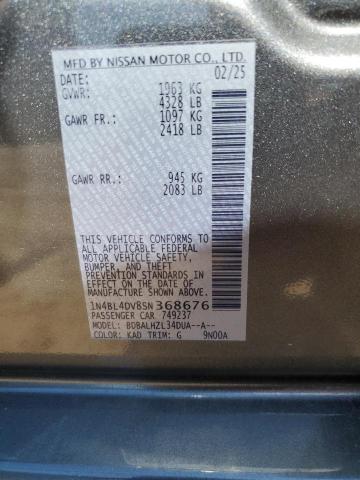 MFD BY NISSAN MOTOR CO., LTD.
DATE: 02/25
GVWR: 1963 KG
4328 LB
GAWR FR.: 1097 KG
2418 LB
GAWR RR.: 945 KG
2083 LB
THIS VEHICLE CONFORMS TO
ALL APPLICABLE FEDERAL
MOTOR VEHICLE SAFETY,
BUMPER, AND THEFT
PREVENTION STANDARDS IN
EFFECT ON THE DATE OF
MANUFACTURE SHOWN ABOVE.
1N4BL4DV8SN368676
PASSENGER CAR 749237
MODEL: BDBALHZL34DUA--A--
COLOR: KAD TRIM: G 9N00A